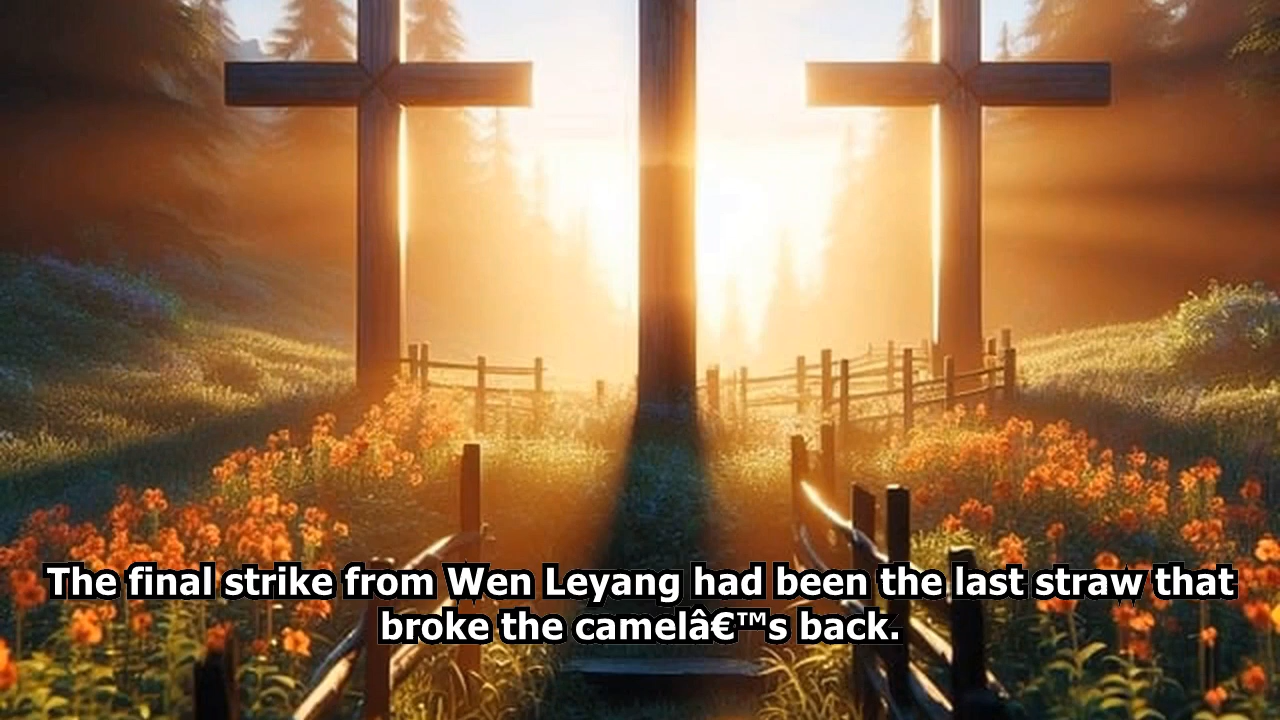 The final strike from Wen Leyang had been the last straw that
broke the camelâ€™s back.